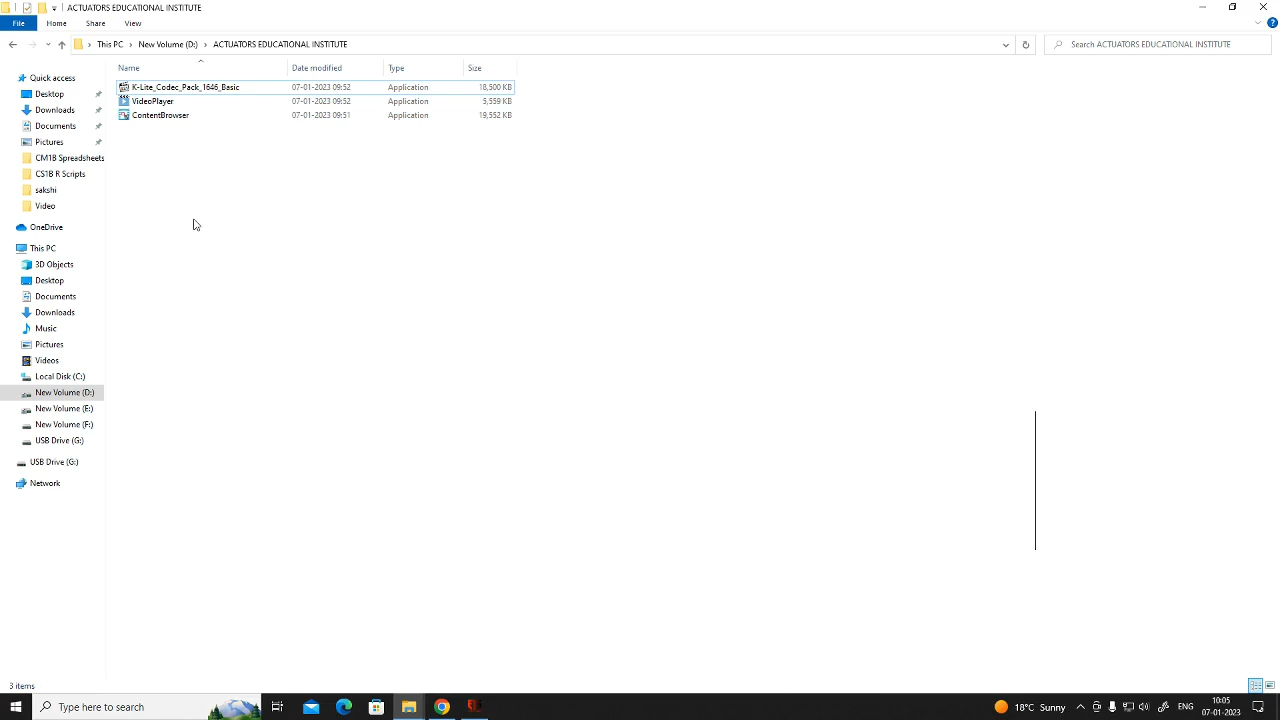 ACTUATORS EDUCATIONAL INSTITUTE
File Home Share View
This PC New Volume (D:) ACTUATORS EDUCATIONAL INSTITUTE Search ACTUATORS EDUCATIONAL INSTITUTE
Name Date modified Type Size
K-Lite_Codec_Pack_1646_Basic 07-01-2023 09:52 Application 18,500 KB
VideoPlayer 07-01-2023 09:52 Application 5,559 KB
ContentBrowser 07-01-2023 09:51 Application 19,552 KB
Quick access
Desktop
Downloads
Documents
Pictures
CM1B Spreadsheets
CS1B R Scripts
sakshi
Video
OneDrive
This PC
3D Objects
Desktop
Documents
Downloads
Music
Pictures
Videos
Local Disk (C:)
New Volume (D:)
New Volume (E:)
New Volume (F:)
USB Drive (G:)
USB Drive (G:)
Network
3 items
Type here to search
18°C Sunny
ENG
10:05
07-01-2023